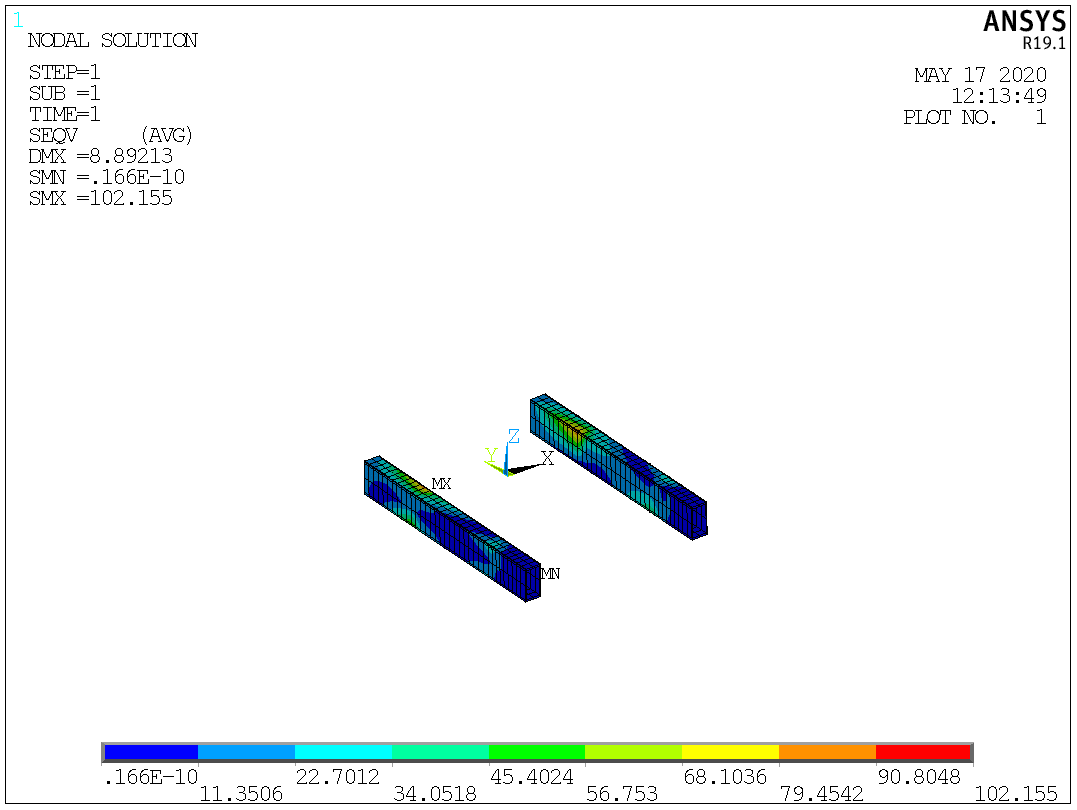 1
ANSYS
R19.1
NODAL SOLUTION
STEP=1
SUB =1
TIME=1
SEQV (AVG)
DMX =8.89213
SMN =.166E-10
SMX =102.155
MAY 17 2020
12:13:49
PLOT NO. 1
Z
Y
X
MX
MN
.166E-10
11.3506
22.7012
34.0518
45.4024
56.753
68.1036
79.4542
90.8048
102.155